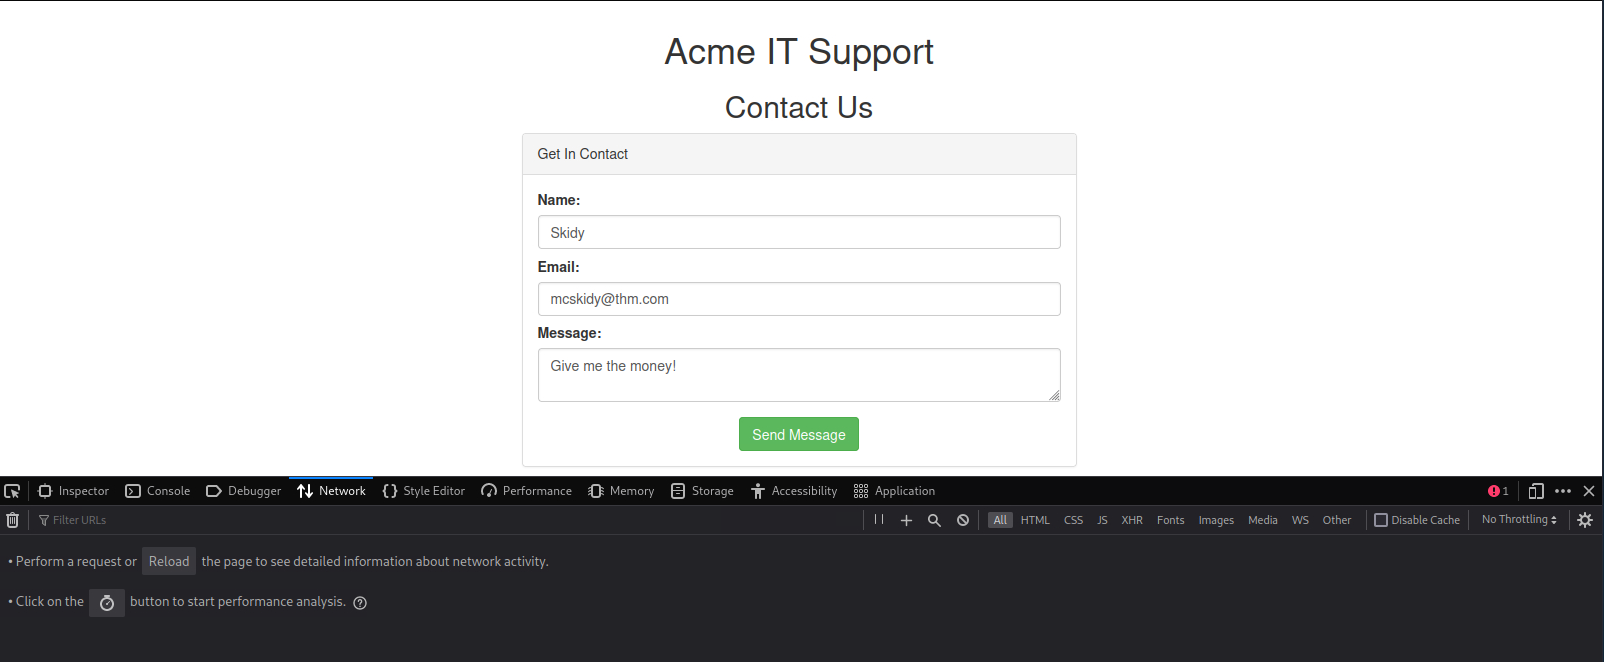 Acme IT Support
Contact Us
Get In Contact
Name:
Skidy
Email:
mcskidy@thm.com
Message:
Give me the money!
Send Message
Inspector Console Debugger Network Style Editor Performance Memory Storage Accessibility Application 1
Filter URLs All HTML CSS JS XHR Fonts Images Media WS Other Disable Cache No Throttling
• Perform a request or Reload the page to see detailed information about network activity.
• Click on the button to start performance analysis. ?